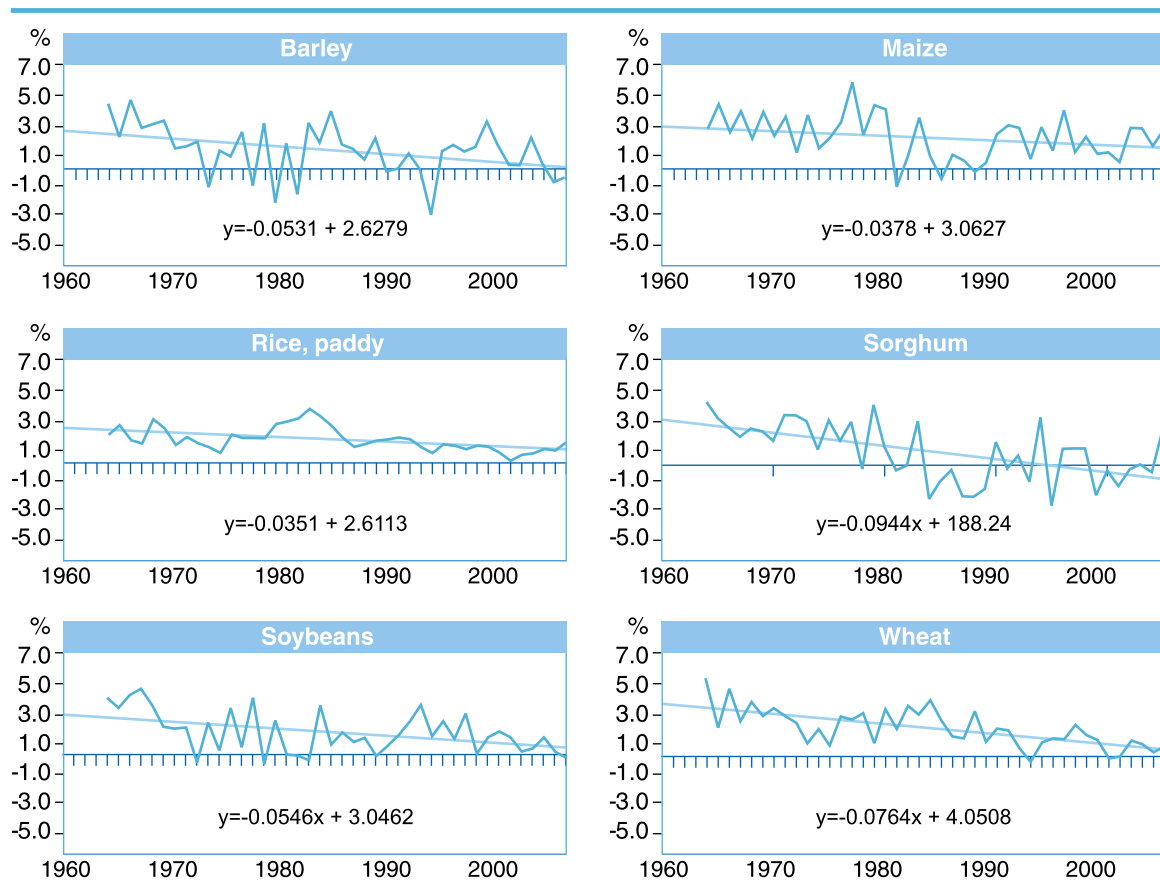 %
Barley
7.0
5.0
3.0
1.0
-1.0
-3.0
-5.0
y=-0.0531 + 2.6279
1960 1970 1980 1990 2000
%
Maize
7.0
5.0
3.0
1.0
-1.0
-3.0
-5.0
y=-0.0378 + 3.0627
1960 1970 1980 1990 2000
%
Rice, paddy
7.0
5.0
3.0
1.0
-1.0
-3.0
-5.0
y=-0.0351 + 2.6113
1960 1970 1980 1990 2000
%
Sorghum
7.0
5.0
3.0
1.0
-1.0
-3.0
-5.0
y=-0.0944x + 188.24
1960 1970 1980 1990 2000
%
Soybeans
7.0
5.0
3.0
1.0
-1.0
-3.0
-5.0
y=-0.0546x + 3.0462
1960 1970 1980 1990 2000
%
Wheat
7.0
5.0
3.0
1.0
-1.0
-3.0
-5.0
y=-0.0764x + 4.0508
1960 1970 1980 1990 2000